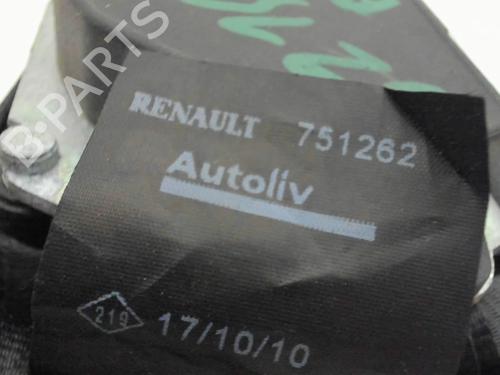 RENAULT 751262
Autoliv
219 17/10/10
B-PARTS